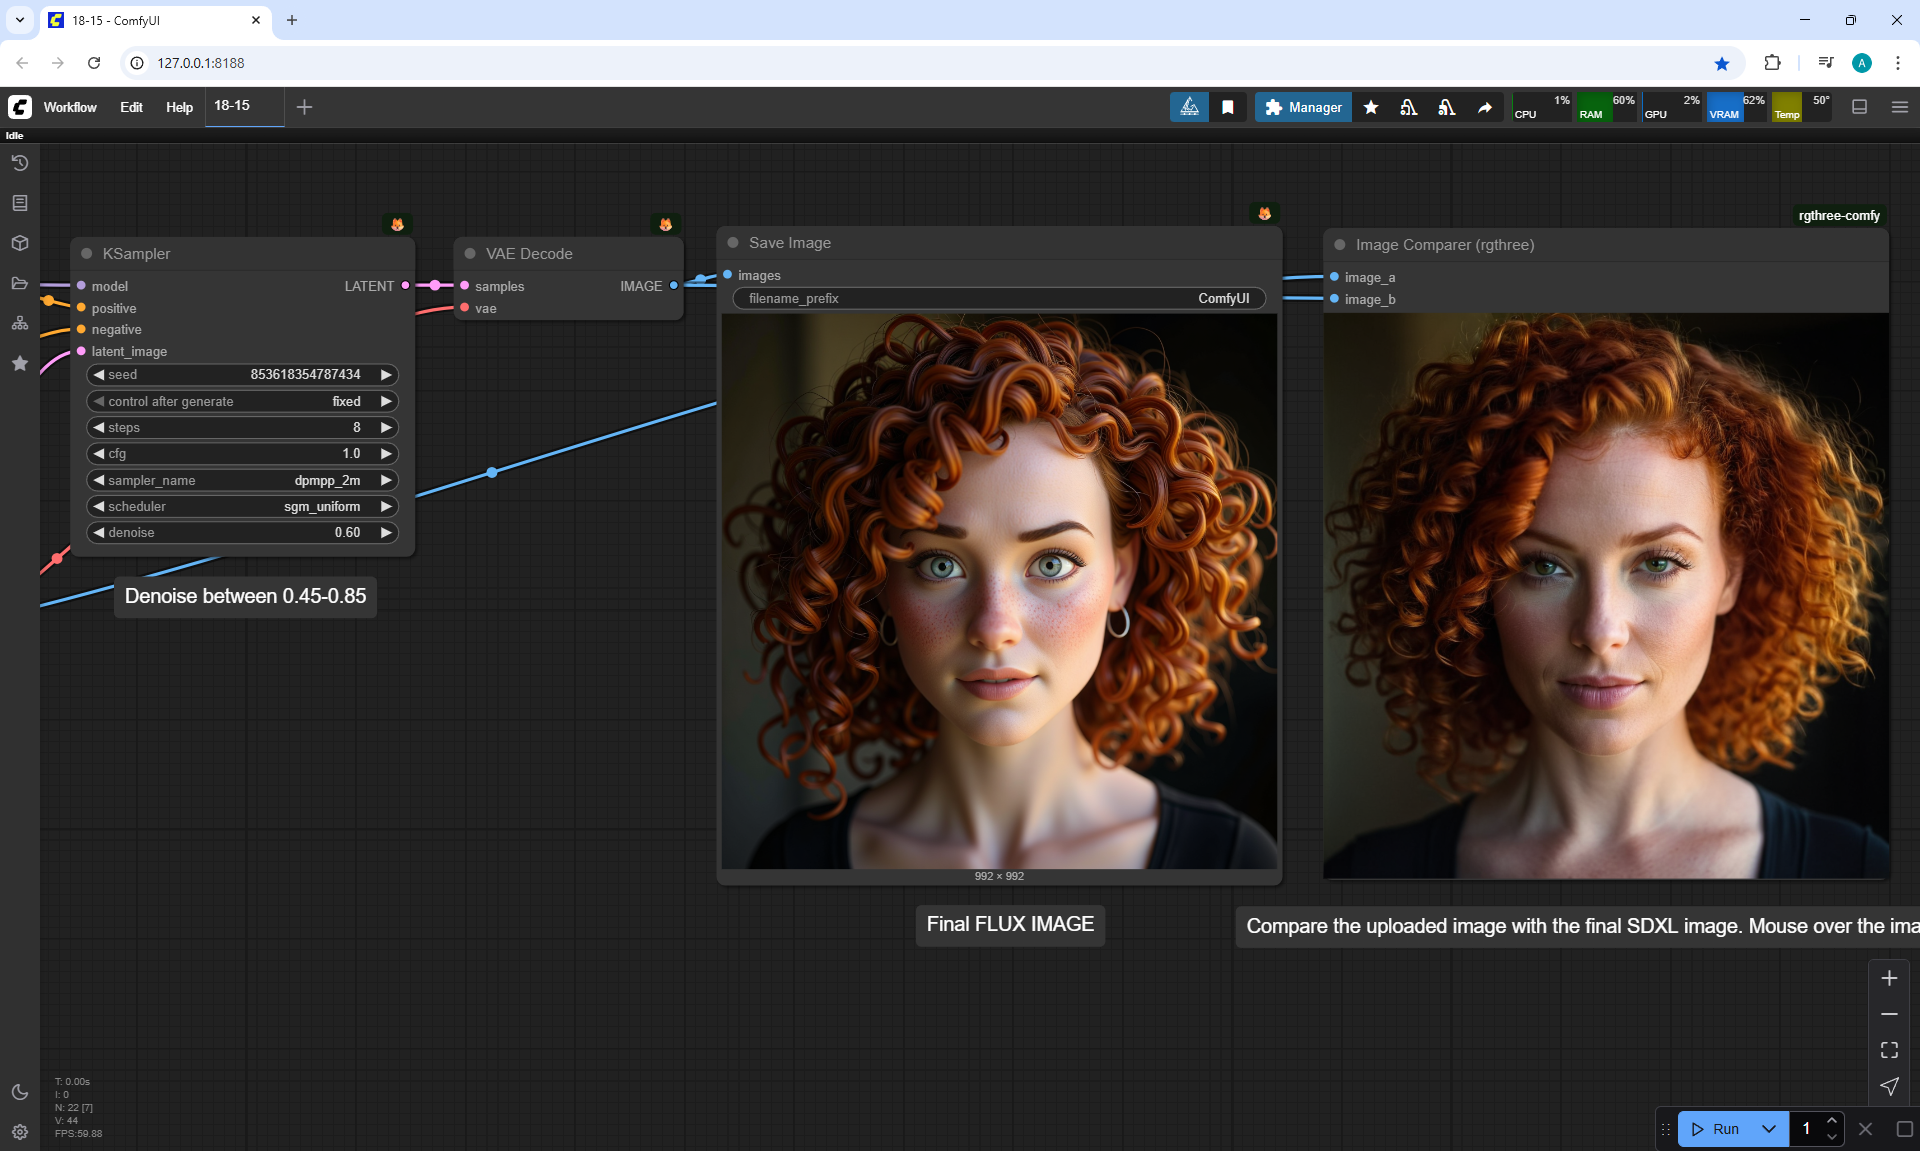 18-15 - ComfyUI
127.0.0.1:8188
A
Workflow Edit Help 18-15
Manager
CPU 1% RAM 60% GPU 2% VRAM 62% Temp 50°
Idle
rgthree-comfy
KSampler
model LATENT
positive
negative
latent_image
seed 853618354787434
control after generate fixed
steps 8
cfg 1.0
sampler_name dpmpp_2m
scheduler sgm_uniform
denoise 0.60
Denoise between 0.45-0.85
VAE Decode
samples IMAGE
vae
Save Image
images
filename_prefix ComfyUI
992 × 992
Final FLUX IMAGE
Image Comparer (rgthree)
image_a
image_b
Compare the uploaded image with the final SDXL image. Mouse over the ima
T: 0.00s
I: 0
N: 22 [7]
V: 44
FPS:59.88
Run 1